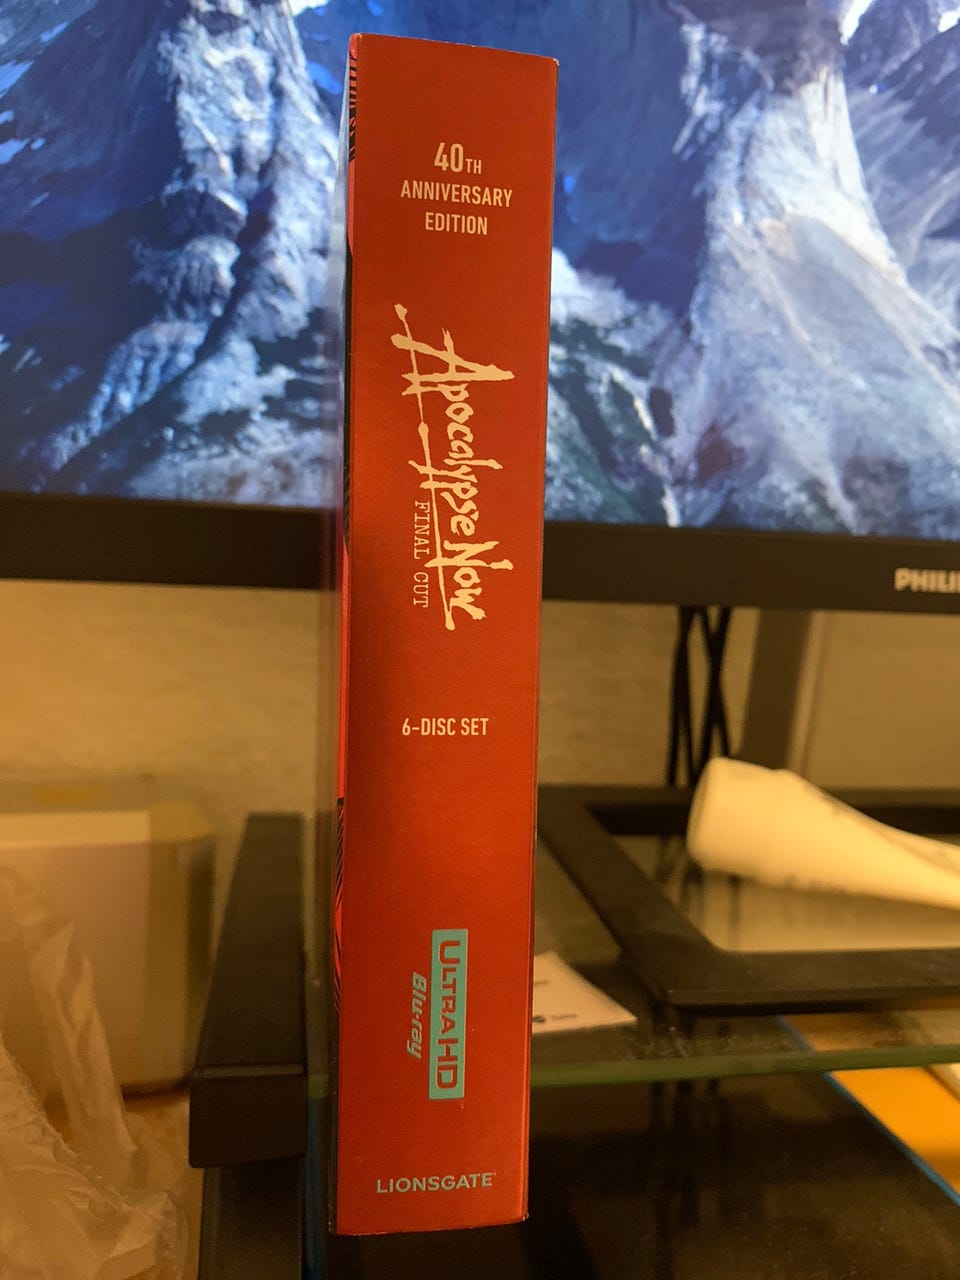 40TH
ANNIVERSARY
EDITION
Apocalypse Now
FINAL CUT
6-DISC SET
ULTRA HD
Blu-ray
LIONSGATE
PHILI